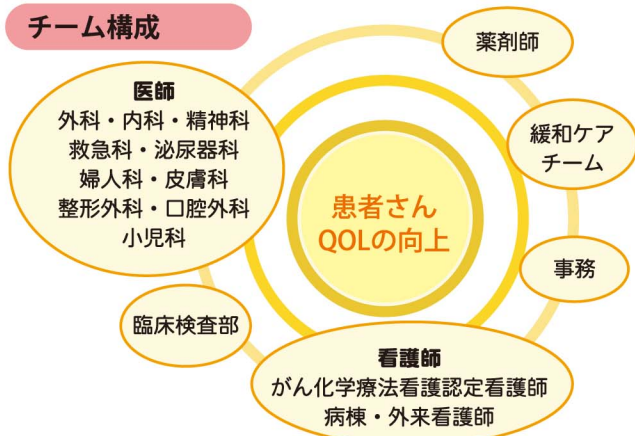 チーム構成
医師
外科・内科・精神科
救急科・泌尿器科
婦人科・皮膚科
整形外科・口腔外科
小児科
薬剤師
緩和ケア
チーム
患者さん
QOLの向上
事務
臨床検査部
看護師
がん化学療法看護認定看護師
病棟・外来看護師